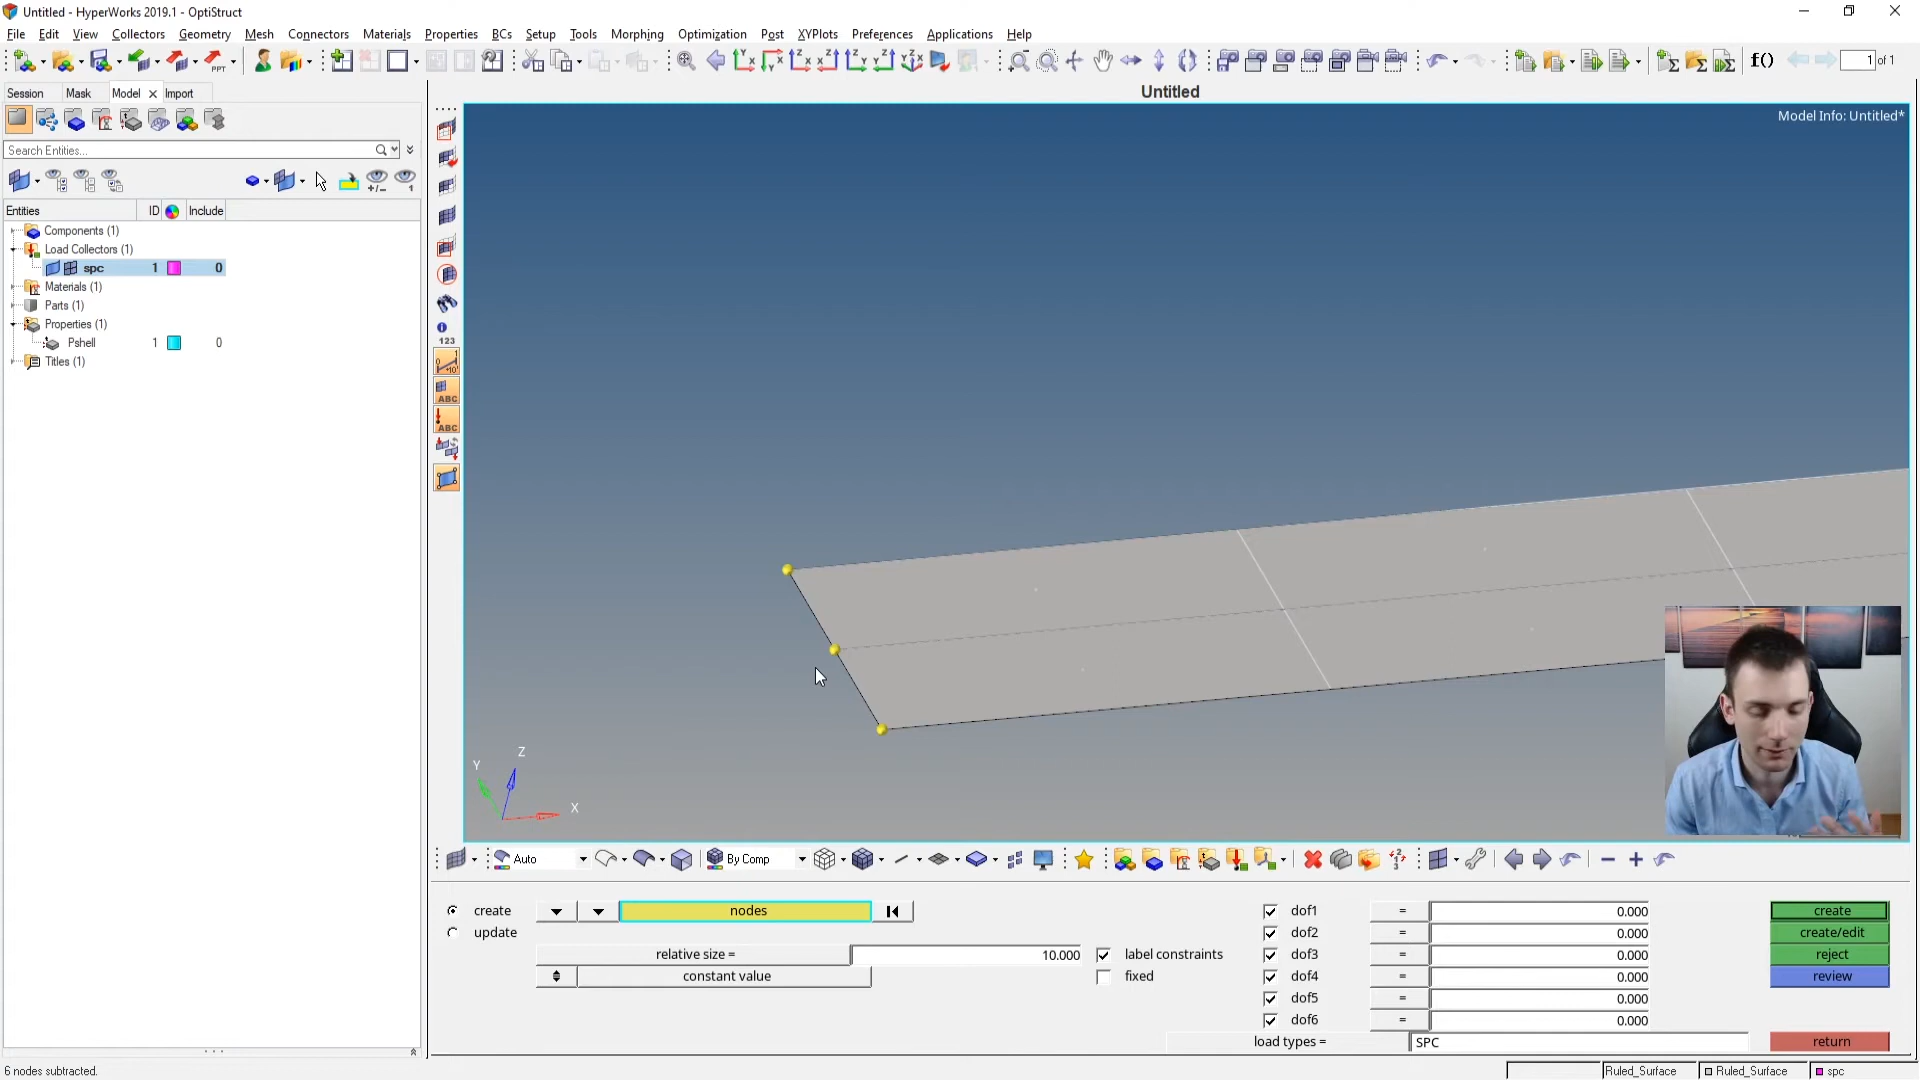 Untitled - HyperWorks 2019.1 - OptiStruct
File Edit View Collectors Geometry Mesh Connectors Materials Properties BCs Setup Tools Morphing Optimization Post XYPlots Preferences Applications Help
PPT
f()
1 of 1
Session Mask Model Import
Untitled
Model Info: Untitled*
Search Entities...
Entities ID Include
Components (1)
Load Collectors (1)
spc 1 0
Materials (1)
Parts (1)
Properties (1)
Pshell 1 0
Titles (1)
123
ABC
ABC
Z
Y
X
Auto By Comp
create nodes dof1 = 0.000 create
update dof2 = 0.000 create/edit
relative size = 10.000 label constraints dof3 = 0.000 reject
constant value fixed dof4 = 0.000 review
dof5 = 0.000
dof6 = 0.000
load types = SPC return
6 nodes subtracted. Ruled_Surface Ruled_Surface spc